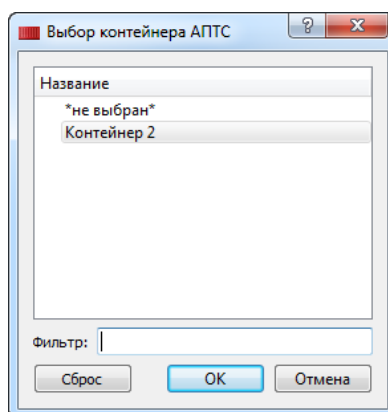 Выбор контейнера АПТС
Название
*не выбран*
Контейнер 2
Фильтр:
Сброс
OK
Отмена